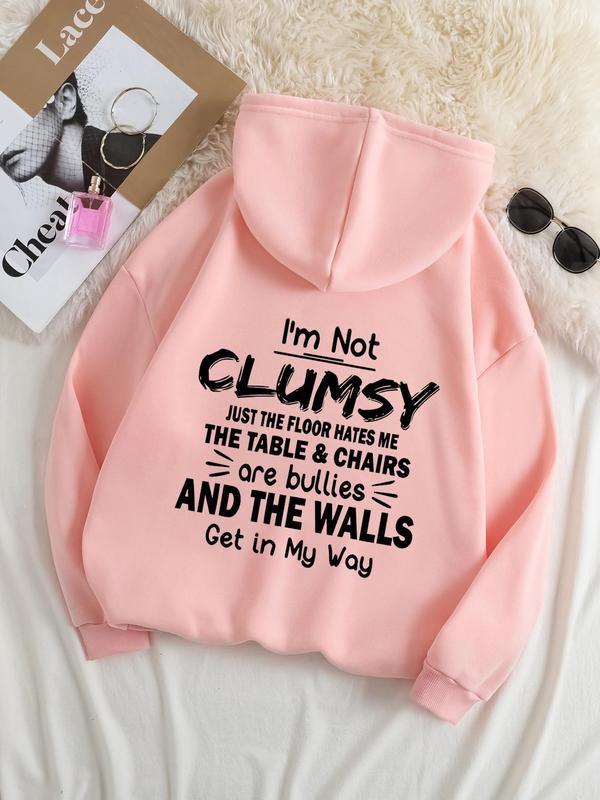 Lace
Cheat
I'm Not
CLUMSY
JUST THE FLOOR HATES ME
THE TABLE & CHAIRS
are bullies
AND THE WALLS
Get in My Way